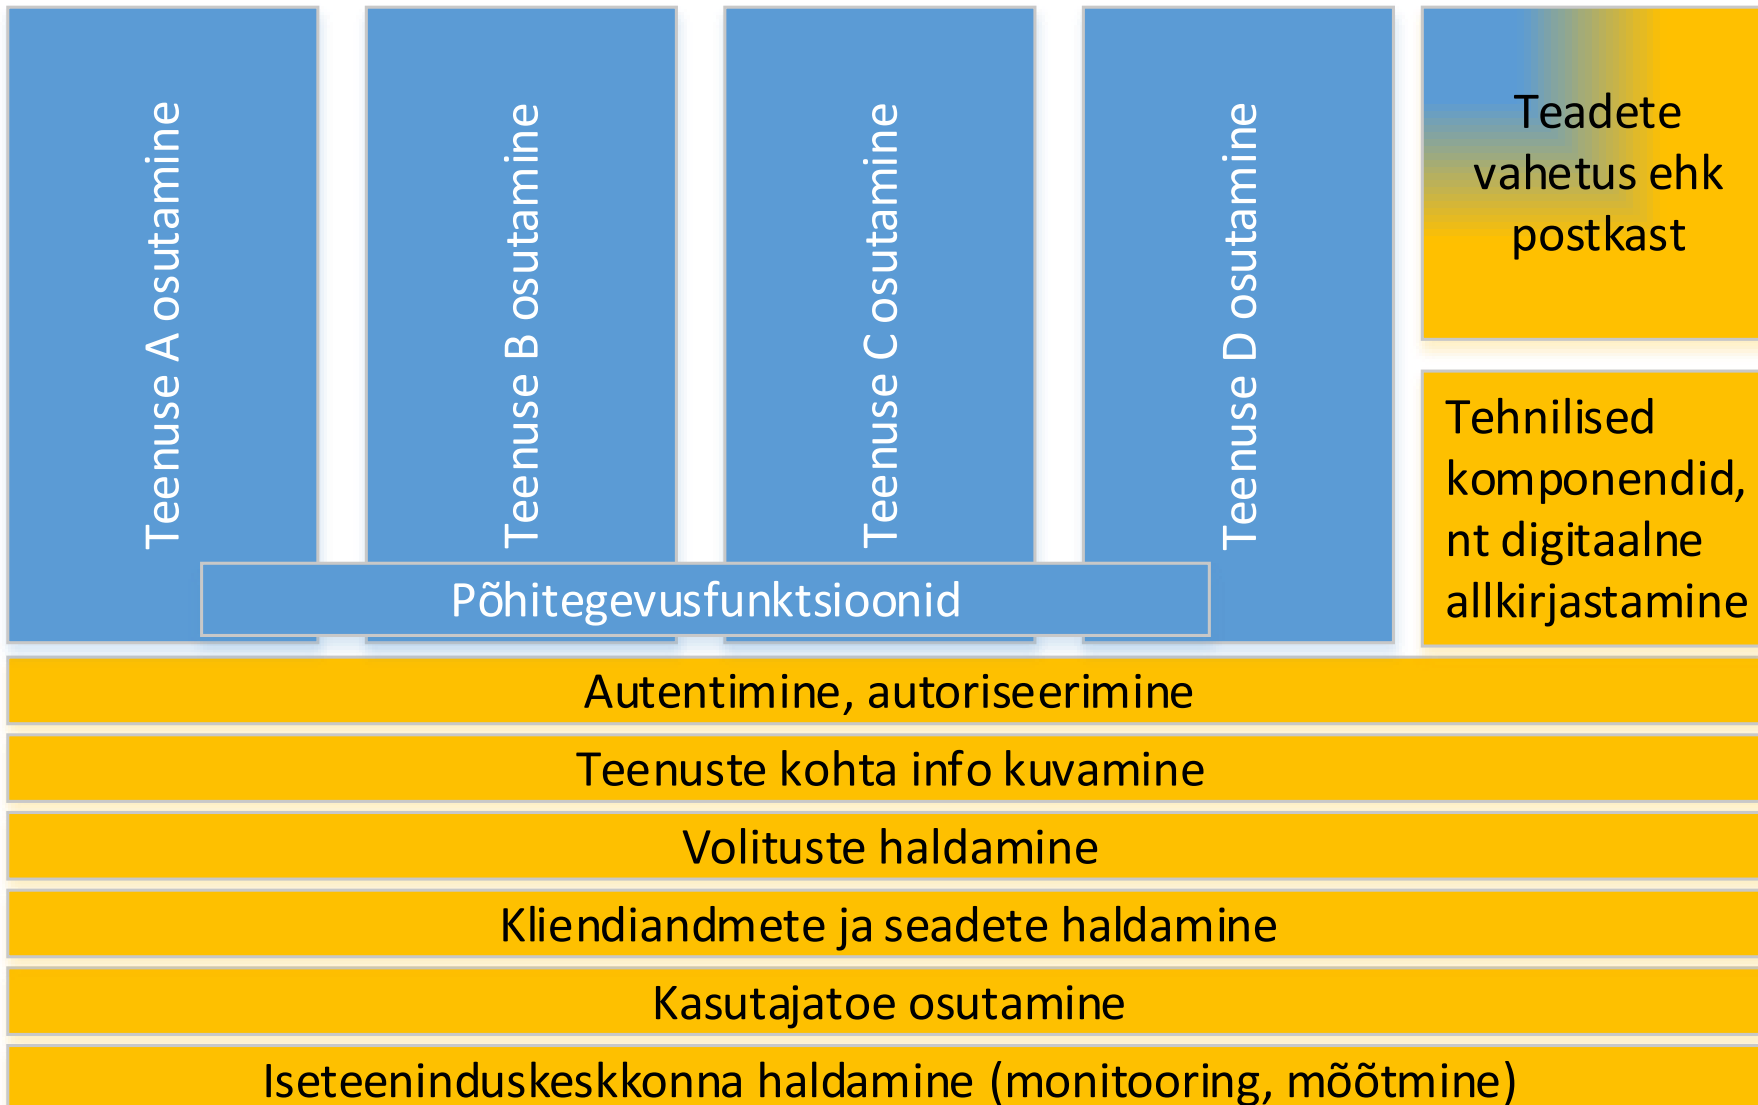 Teenuse A osutamine
Teenuse B osutamine
Teenuse C osutamine
Teenuse D osutamine
Teadete
vahetus ehk
postkast
Tehnilised
komponendid,
nt digitaalne
allkirjastamine
Põhitegevusfunktsioonid
Autentimine, autoriseerimine
Teenuste kohta info kuvamine
Volituste haldamine
Kliendiandmete ja seadete haldamine
Kasutajatoe osutamine
Iseteeninduskeskkonna haldamine (monitooring, mõõtmine)